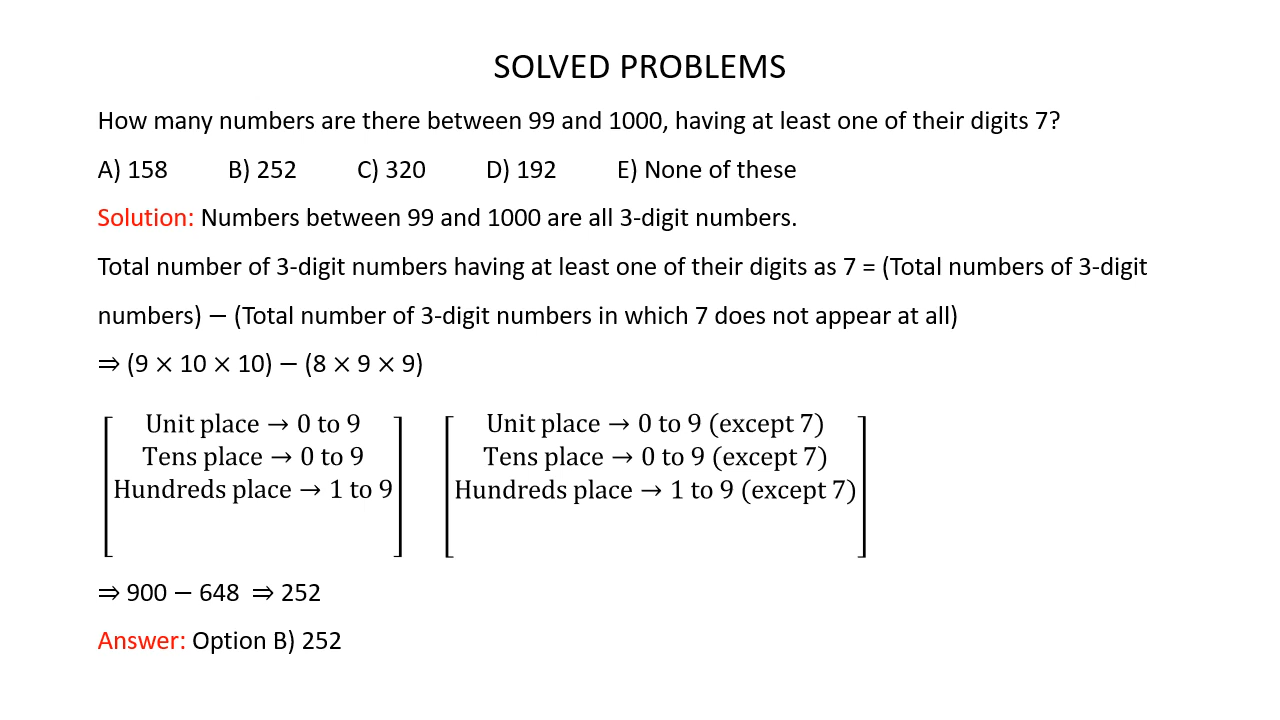 SOLVED PROBLEMS
How many numbers are there between 99 and 1000, having at least one of their digits 7?
A) 158 B) 252 C) 320 D) 192 E) None of these
Solution: Numbers between 99 and 1000 are all 3-digit numbers.
Total number of 3-digit numbers having at least one of their digits as 7 = (Total numbers of 3-digit
numbers) − (Total number of 3-digit numbers in which 7 does not appear at all)
⇒ (9 × 10 × 10) − (8 × 9 × 9)
Unit place → 0 to 9
Tens place → 0 to 9
Hundreds place → 1 to 9
Unit place → 0 to 9 (except 7)
Tens place → 0 to 9 (except 7)
Hundreds place → 1 to 9 (except 7)
⇒ 900 − 648 ⇒ 252
Answer: Option B) 252